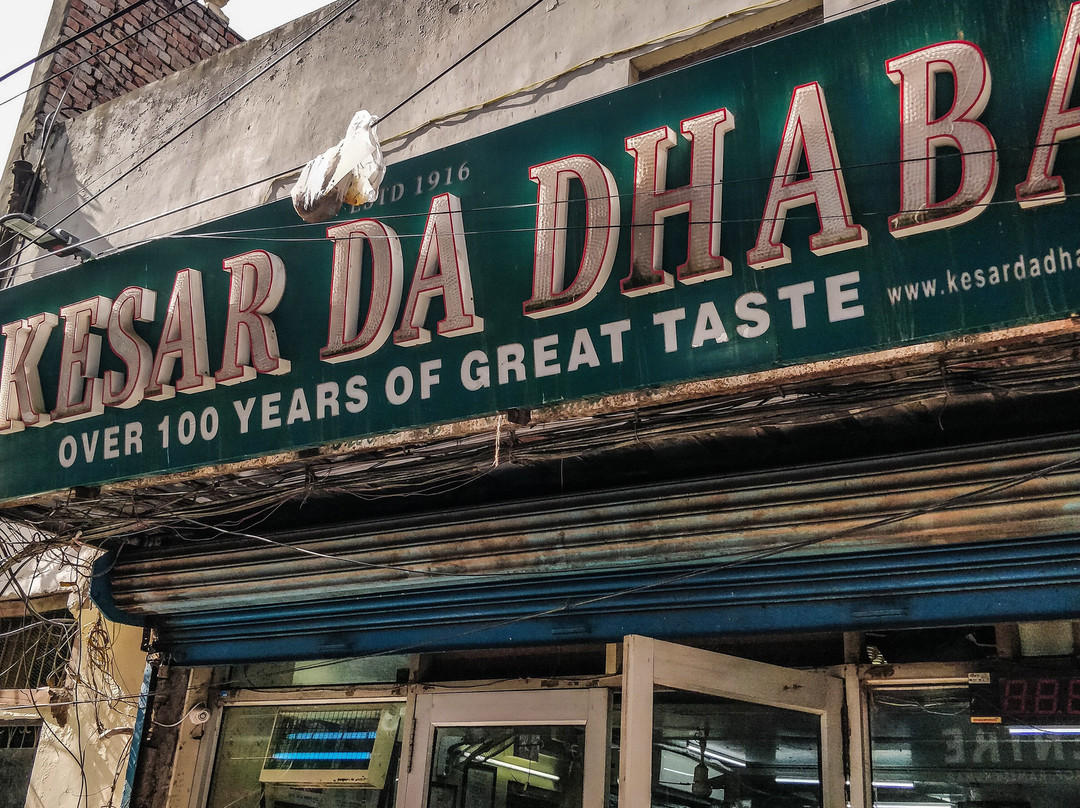 ESTD 1916
KESAR DA DHABA
OVER 100 YEARS OF GREAT TASTE
www.kesardadha